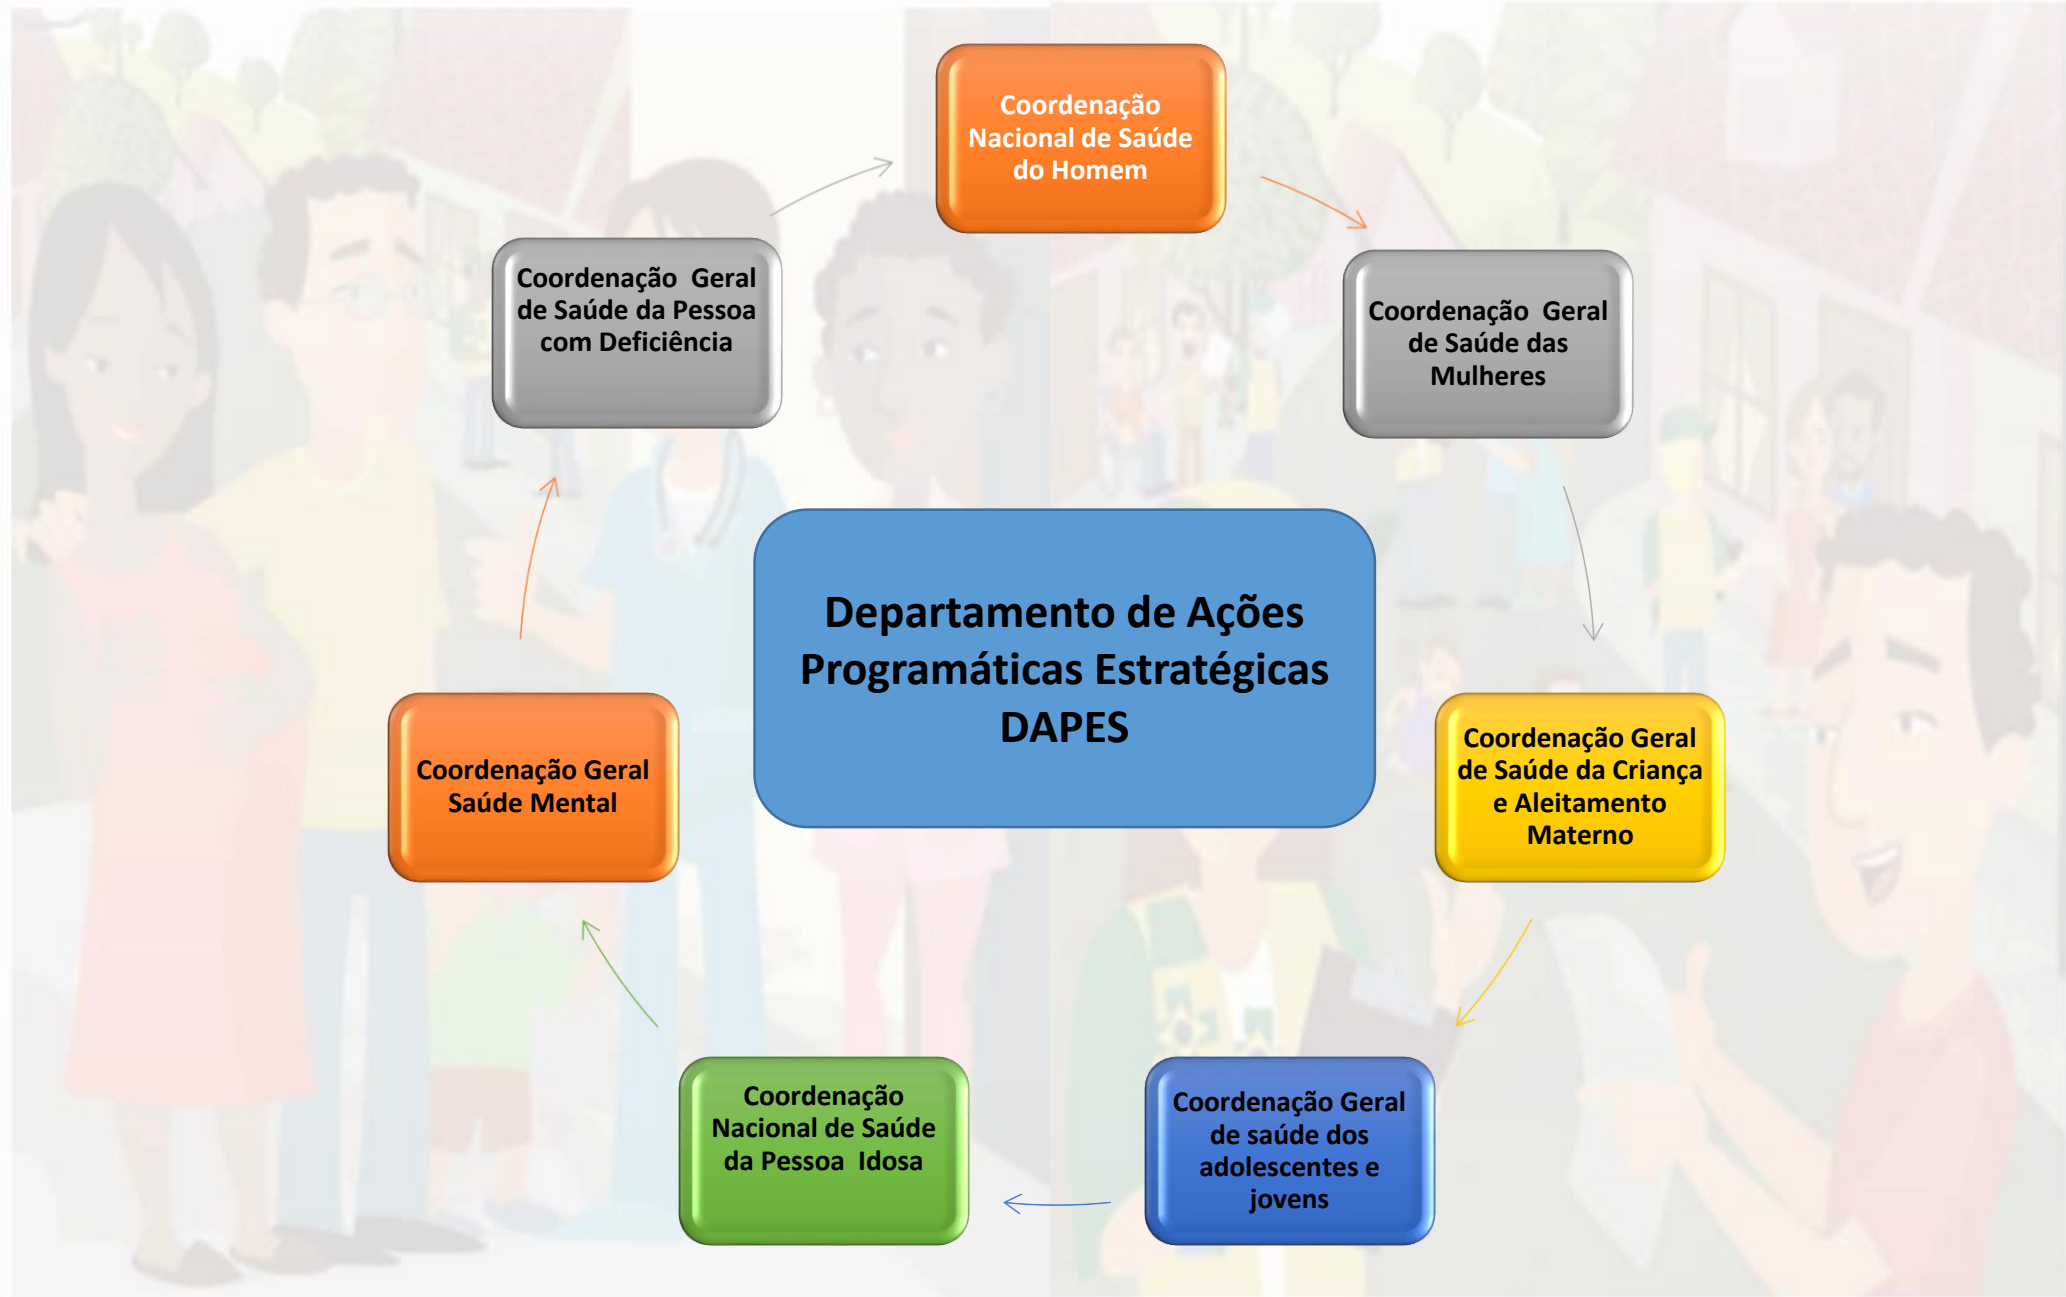 Coordenação
Nacional de Saúde
do Homem
Coordenação  Geral
de Saúde da Pessoa
com Deficiência
Coordenação  Geral
de Saúde das
Mulheres
Departamento de Ações
Programáticas Estratégicas
DAPES
Coordenação Geral
Saúde Mental
Coordenação Geral
de Saúde da Criança
e Aleitamento
Materno
Coordenação
Nacional de Saúde
da Pessoa  Idosa
Coordenação Geral
de saúde dos
adolescentes e
jovens